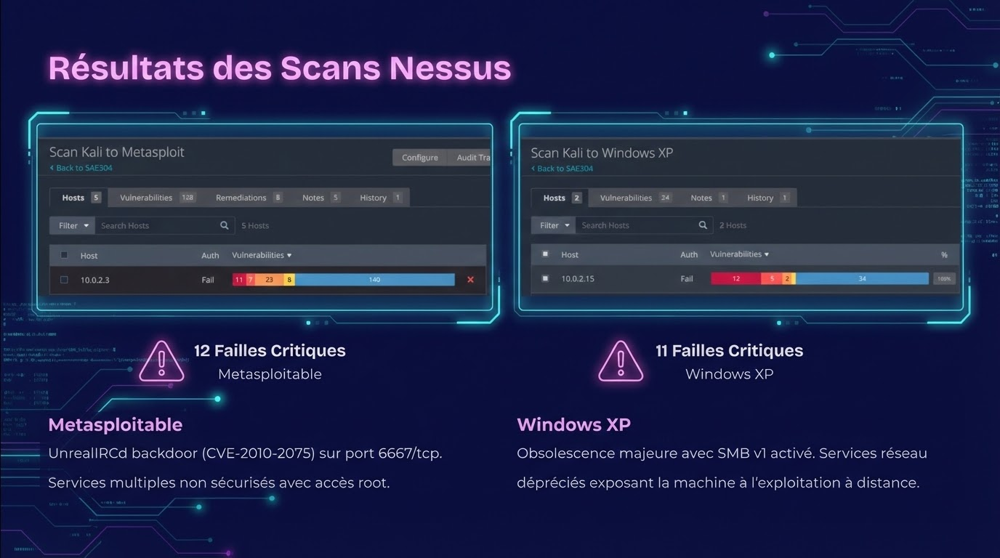 Résultats des Scans Nessus
Scan Kali to Metasploit
Back to SAE304
Configure Audit Tra
Hosts 5 Vulnerabilities 128 Remediations 8 Notes 5 History 1
Filter Search Hosts 5 Hosts
Host Auth Vulnerabilities
10.0.2.3 Fail 11 7 23 8 140
Scan Kali to Windows XP
Back to SAE304
Hosts 2 Vulnerabilities 24 Notes 1 History 1
Filter Search Hosts 2 Hosts
Host Auth Vulnerabilities %
10.0.2.15 Fail 12 5 2 34 100%
12 Failles Critiques
Metasploitable
11 Failles Critiques
Windows XP
Metasploitable
UnrealIRCd backdoor (CVE-2010-2075) sur port 6667/tcp.
Services multiples non sécurisés avec accès root.
Windows XP
Obsolescence majeure avec SMB v1 activé. Services réseau
dépréciés exposant la machine à l'exploitation à distance.